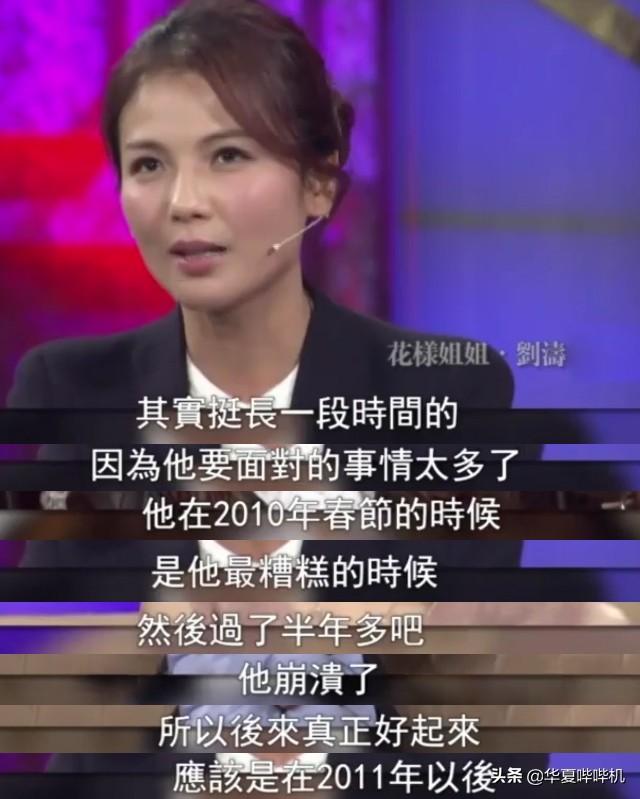 花樣姐姐·劉濤
其實挺長一段時間的
因為他要面對的事情太多了
他在2010年春節的時候
是他最糟糕的時候
然後過了半年多吧
他崩潰了
所以後來真正好起來
應該是在2011年以後
头条 @华夏哔哔机